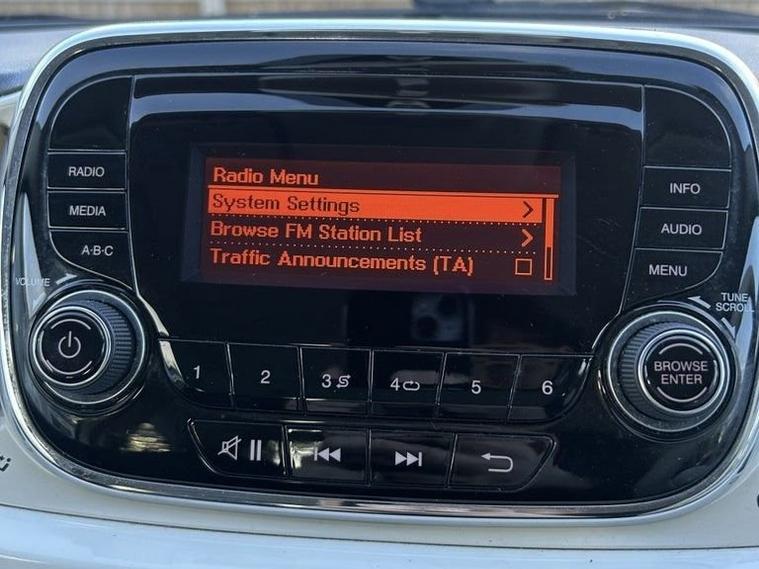 Radio Menu
System Settings
Browse FM Station List
Traffic Announcements (TA)
RADIO
MEDIA
A·B·C
VOLUME
INFO
AUDIO
MENU
TUNE
SCROLL
BROWSE
ENTER
1 2 3 4 5 6